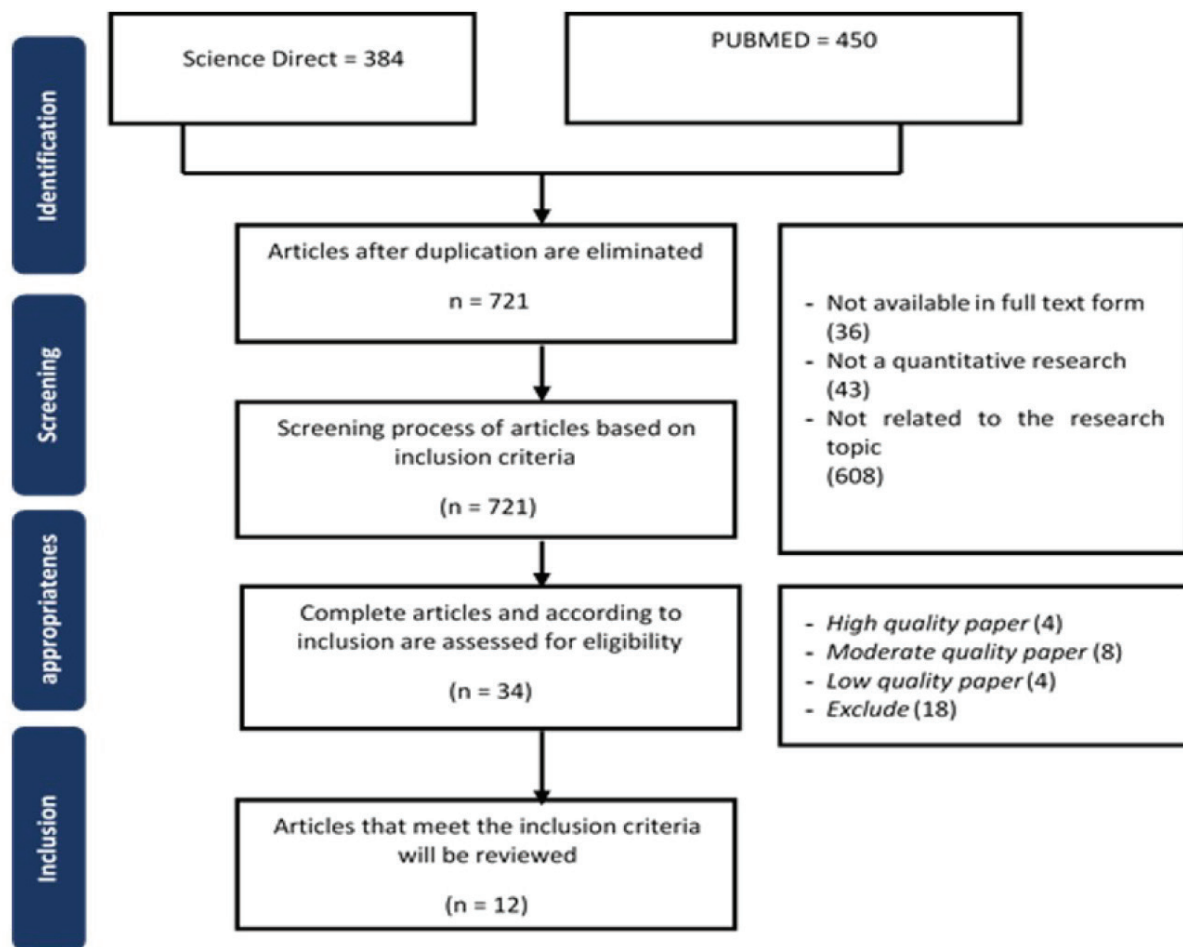 Identification
Science Direct = 384
PUBMED = 450
Articles after duplication are eliminated
n = 721
Screening
- Not available in full text form
(36)
- Not a quantitative research
(43)
- Not related to the research
topic
(608)
Screening process of articles based on
inclusion criteria
(n = 721)
appropriatenes
Complete articles and according to
inclusion are assessed for eligibility
(n = 34)
- High quality paper (4)
- Moderate quality paper (8)
- Low quality paper (4)
- Exclude (18)
Inclusion
Articles that meet the inclusion criteria
will be reviewed
(n = 12)